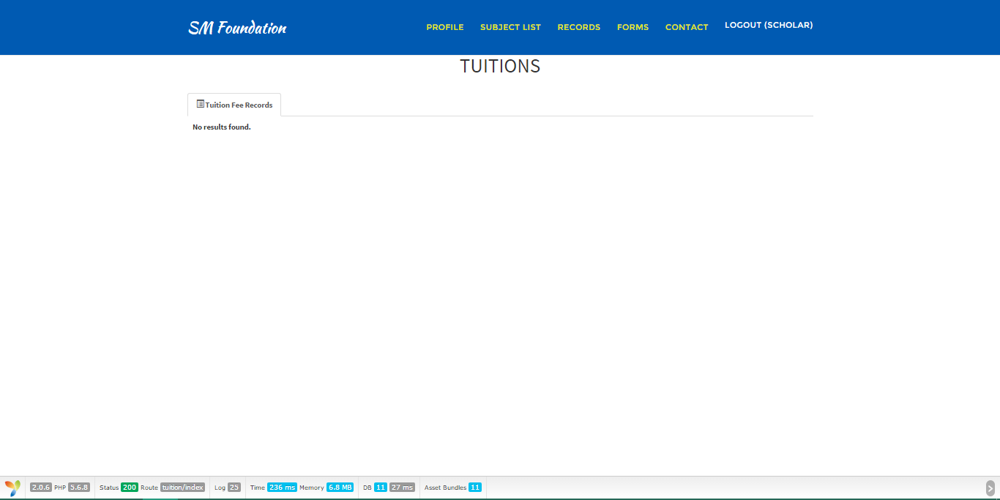 SM Foundation
PROFILE SUBJECT LIST RECORDS FORMS CONTACT LOGOUT (SCHOLAR)
TUITIONS
Tuition Fee Records
No results found.
2.0.6 PHP 5.6.8 Status 200 Route tuition/index Log 25 Time 236 ms Memory 6.8 MB DB 11 27 ms Asset Bundles 11